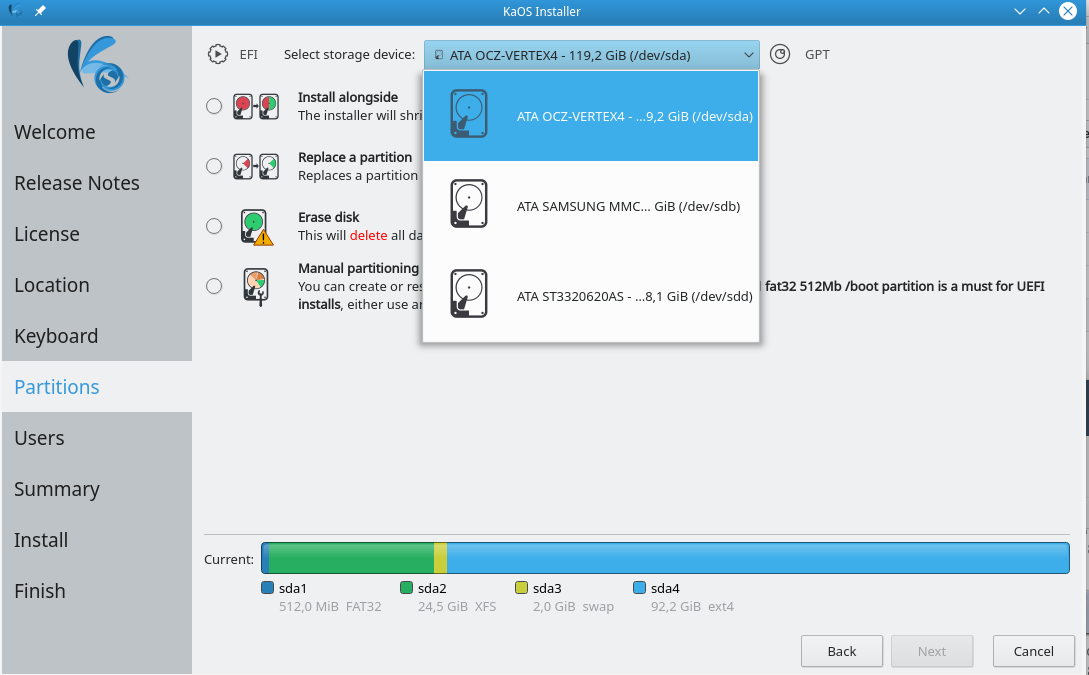 KaOS Installer
EFI
Select storage device:
ATA OCZ-VERTEX4 - 119,2 GiB (/dev/sda)
GPT
ATA OCZ-VERTEX4 - ...9,2 GiB (/dev/sda)
ATA SAMSUNG MMC... GiB (/dev/sdb)
ATA ST3320620AS - ...8,1 GiB (/dev/sdd)
Welcome
Release Notes
License
Location
Keyboard
Partitions
Users
Summary
Install
Finish
Install alongside
The installer will shri
Replace a partition
Replaces a partition
Erase disk
This will delete all da
Manual partitioning
You can create or res
fat32 512Mb /boot partition is a must for UEFI
installs, either use ar
Current:
sda1
512,0 MiB FAT32
sda2
24,5 GiB XFS
sda3
2,0 GiB swap
sda4
92,2 GiB ext4
Back
Next
Cancel